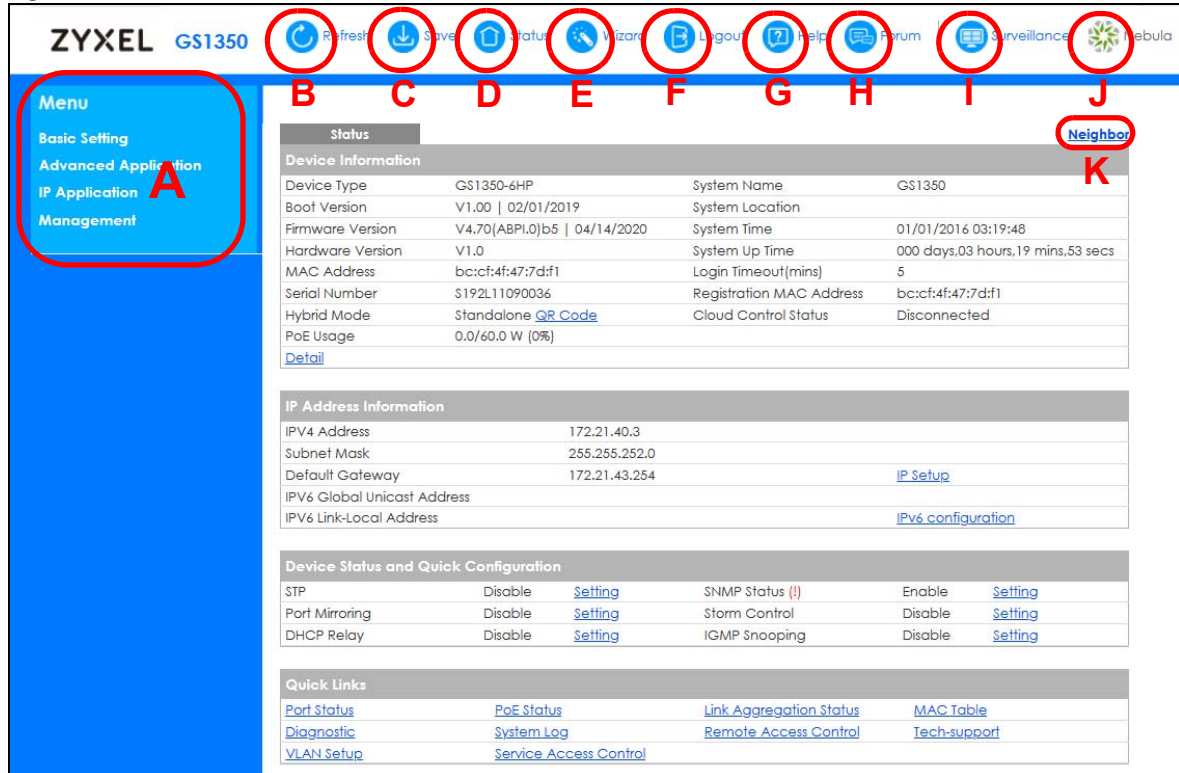 ZYXEL GS1350 Refresh Save Status Wizard Logout Help Forum Surveillance Nebula
B C D E F G H I J
Menu
Basic Setting
Advanced Application
IP Application
Management
A
Status Neighbor
K
Device Information
Device Type GS1350-6HP System Name GS1350
Boot Version V1.00 | 02/01/2019 System Location
Firmware Version V4.70(ABPI.0)b5 | 04/14/2020 System Time 01/01/2016 03:19:48
Hardware Version V1.0 System Up Time 000 days,03 hours,19 mins,53 secs
MAC Address bc:cf:4f:47:7d:f1 Login Timeout(mins) 5
Serial Number S192L11090036 Registration MAC Address bc:cf:4f:47:7d:f1
Hybrid Mode Standalone QR Code Cloud Control Status Disconnected
PoE Usage 0.0/60.0 W (0%)
Detail
IP Address Information
IPV4 Address 172.21.40.3
Subnet Mask 255.255.252.0
Default Gateway 172.21.43.254 IP Setup
IPV6 Global Unicast Address
IPV6 Link-Local Address IPv6 configuration
Device Status and Quick Configuration
STP Disable Setting SNMP Status (!) Enable Setting
Port Mirroring Disable Setting Storm Control Disable Setting
DHCP Relay Disable Setting IGMP Snooping Disable Setting
Quick Links
Port Status PoE Status Link Aggregation Status MAC Table
Diagnostic System Log Remote Access Control Tech-support
VLAN Setup Service Access Control